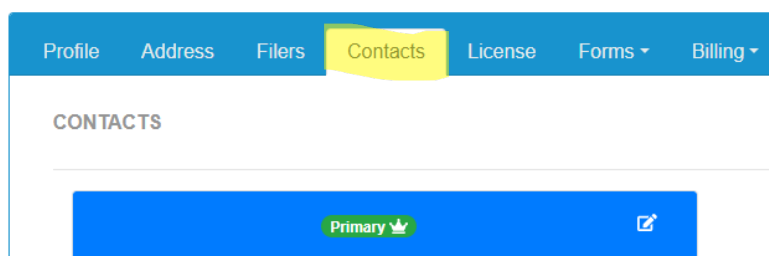 Profile Address Filers Contacts License Forms Billing
CONTACTS
Primary